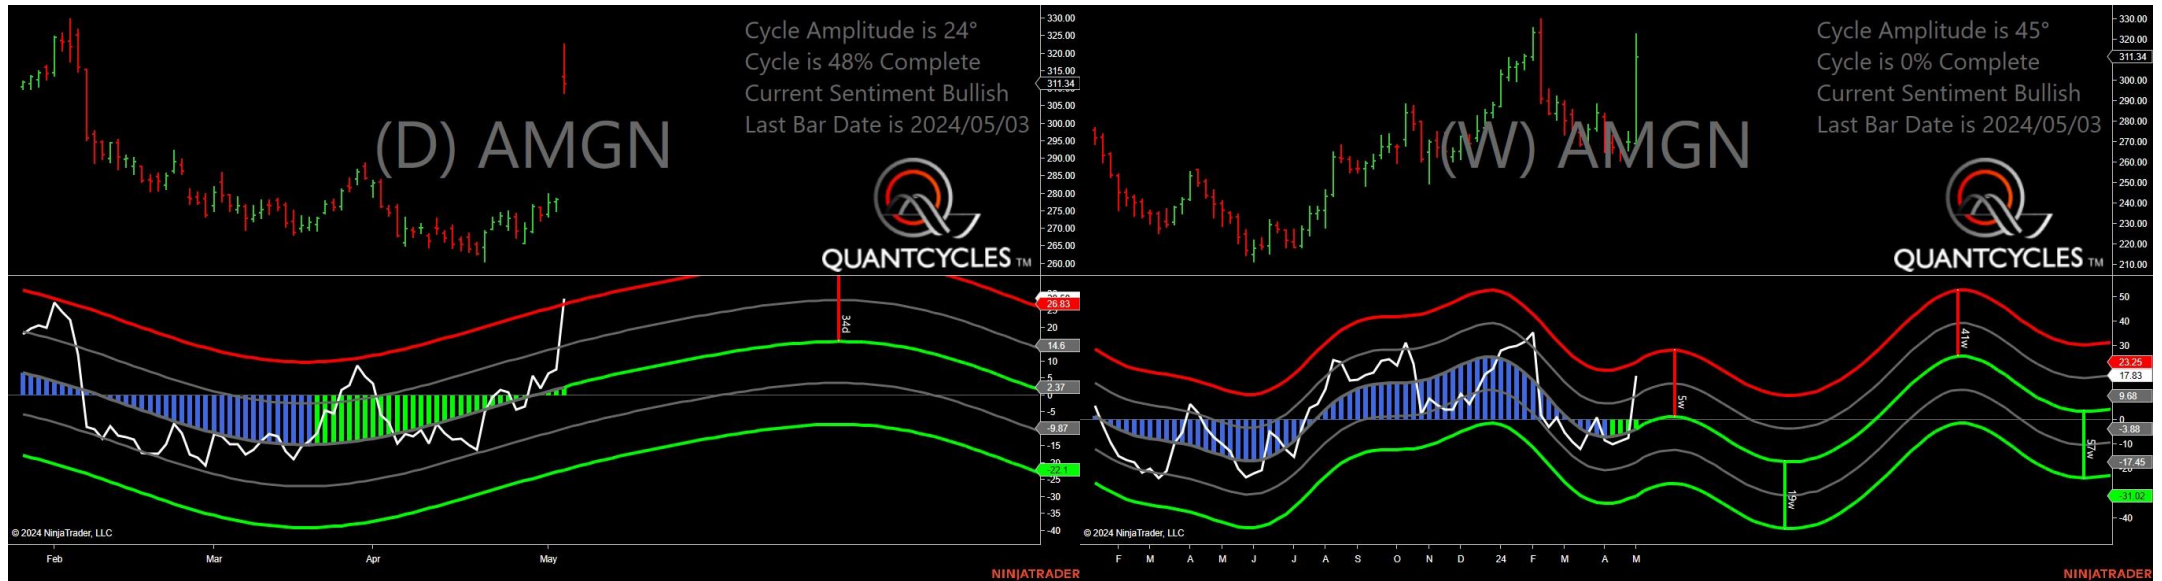 Cycle Amplitude is 24°
Cycle is 48% Complete
Current Sentiment Bullish
Last Bar Date is 2024/05/03
(D) AMGN
QUANTCYCLES TM
330.00
325.00
320.00
315.00
311.34
305.00
300.00
295.00
290.00
285.00
280.00
275.00
270.00
265.00
260.00
34d
26.83
20
14.6
10
5
2.37
0
-5
-9.87
-15
-22.1
-25
-30
-35
-40
© 2024 NinjaTrader, LLC
Feb Mar Apr May
NINJATRADER
Cycle Amplitude is 45°
Cycle is 0% Complete
Current Sentiment Bullish
Last Bar Date is 2024/05/03
(W) AMGN
QUANTCYCLES TM
330.00
320.00
311.34
300.00
290.00
280.00
270.00
260.00
250.00
240.00
230.00
220.00
210.00
5w
19w
41w
57w
50
40
30
23.25
17.83
9.68
0
-3.88
-10
-17.45
-31.02
-40
© 2024 NinjaTrader, LLC
F M A M J J A S O N D 24 F M A M
NINJATRADER